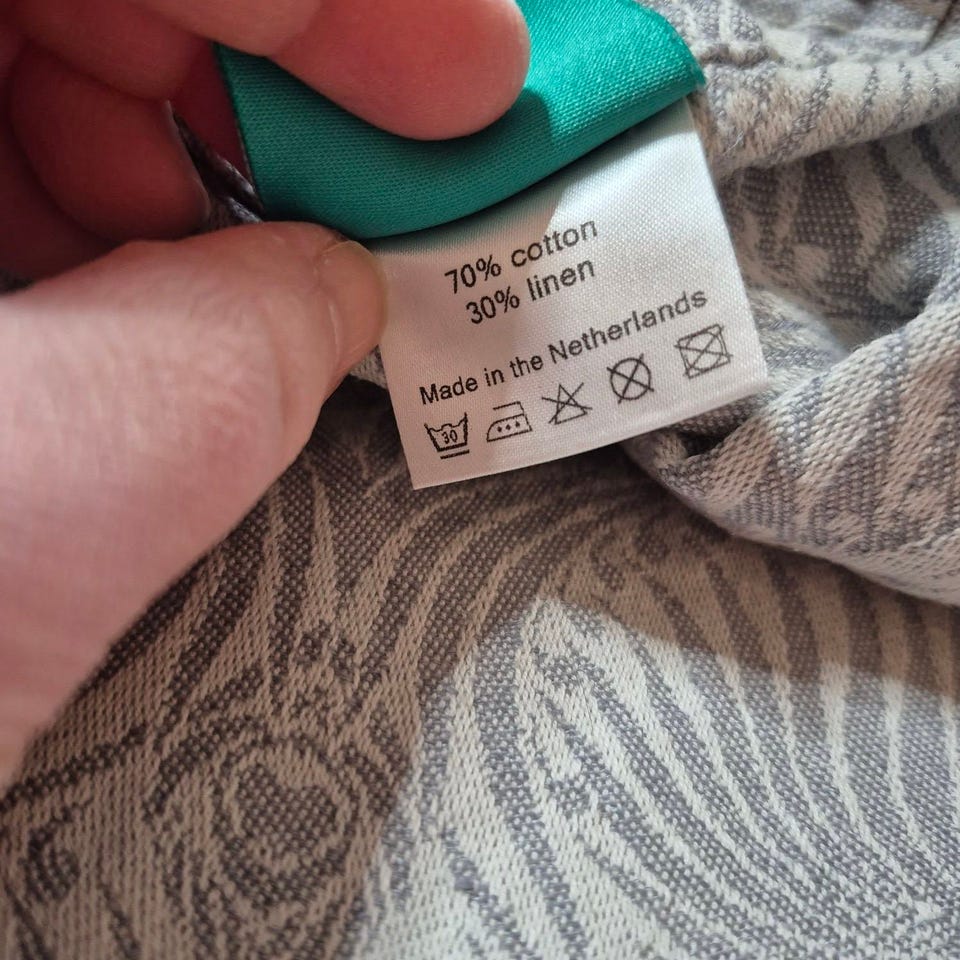 70% cotton
30% linen
Made in the Netherlands
30